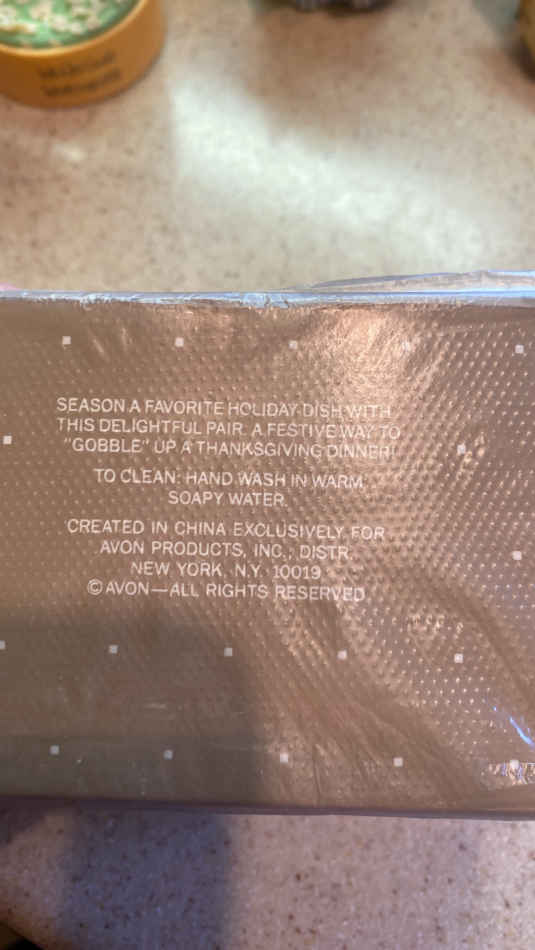 SEASON A FAVORITE HOLIDAY DISH WITH
THIS DELIGHTFUL PAIR. A FESTIVE WAY TO
"GOBBLE" UP A THANKSGIVING DINNER!
TO CLEAN: HAND WASH IN WARM
SOAPY WATER.
CREATED IN CHINA EXCLUSIVELY FOR
AVON PRODUCTS, INC., DISTR.
NEW YORK, N.Y. 10019
© AVON—ALL RIGHTS RESERVED